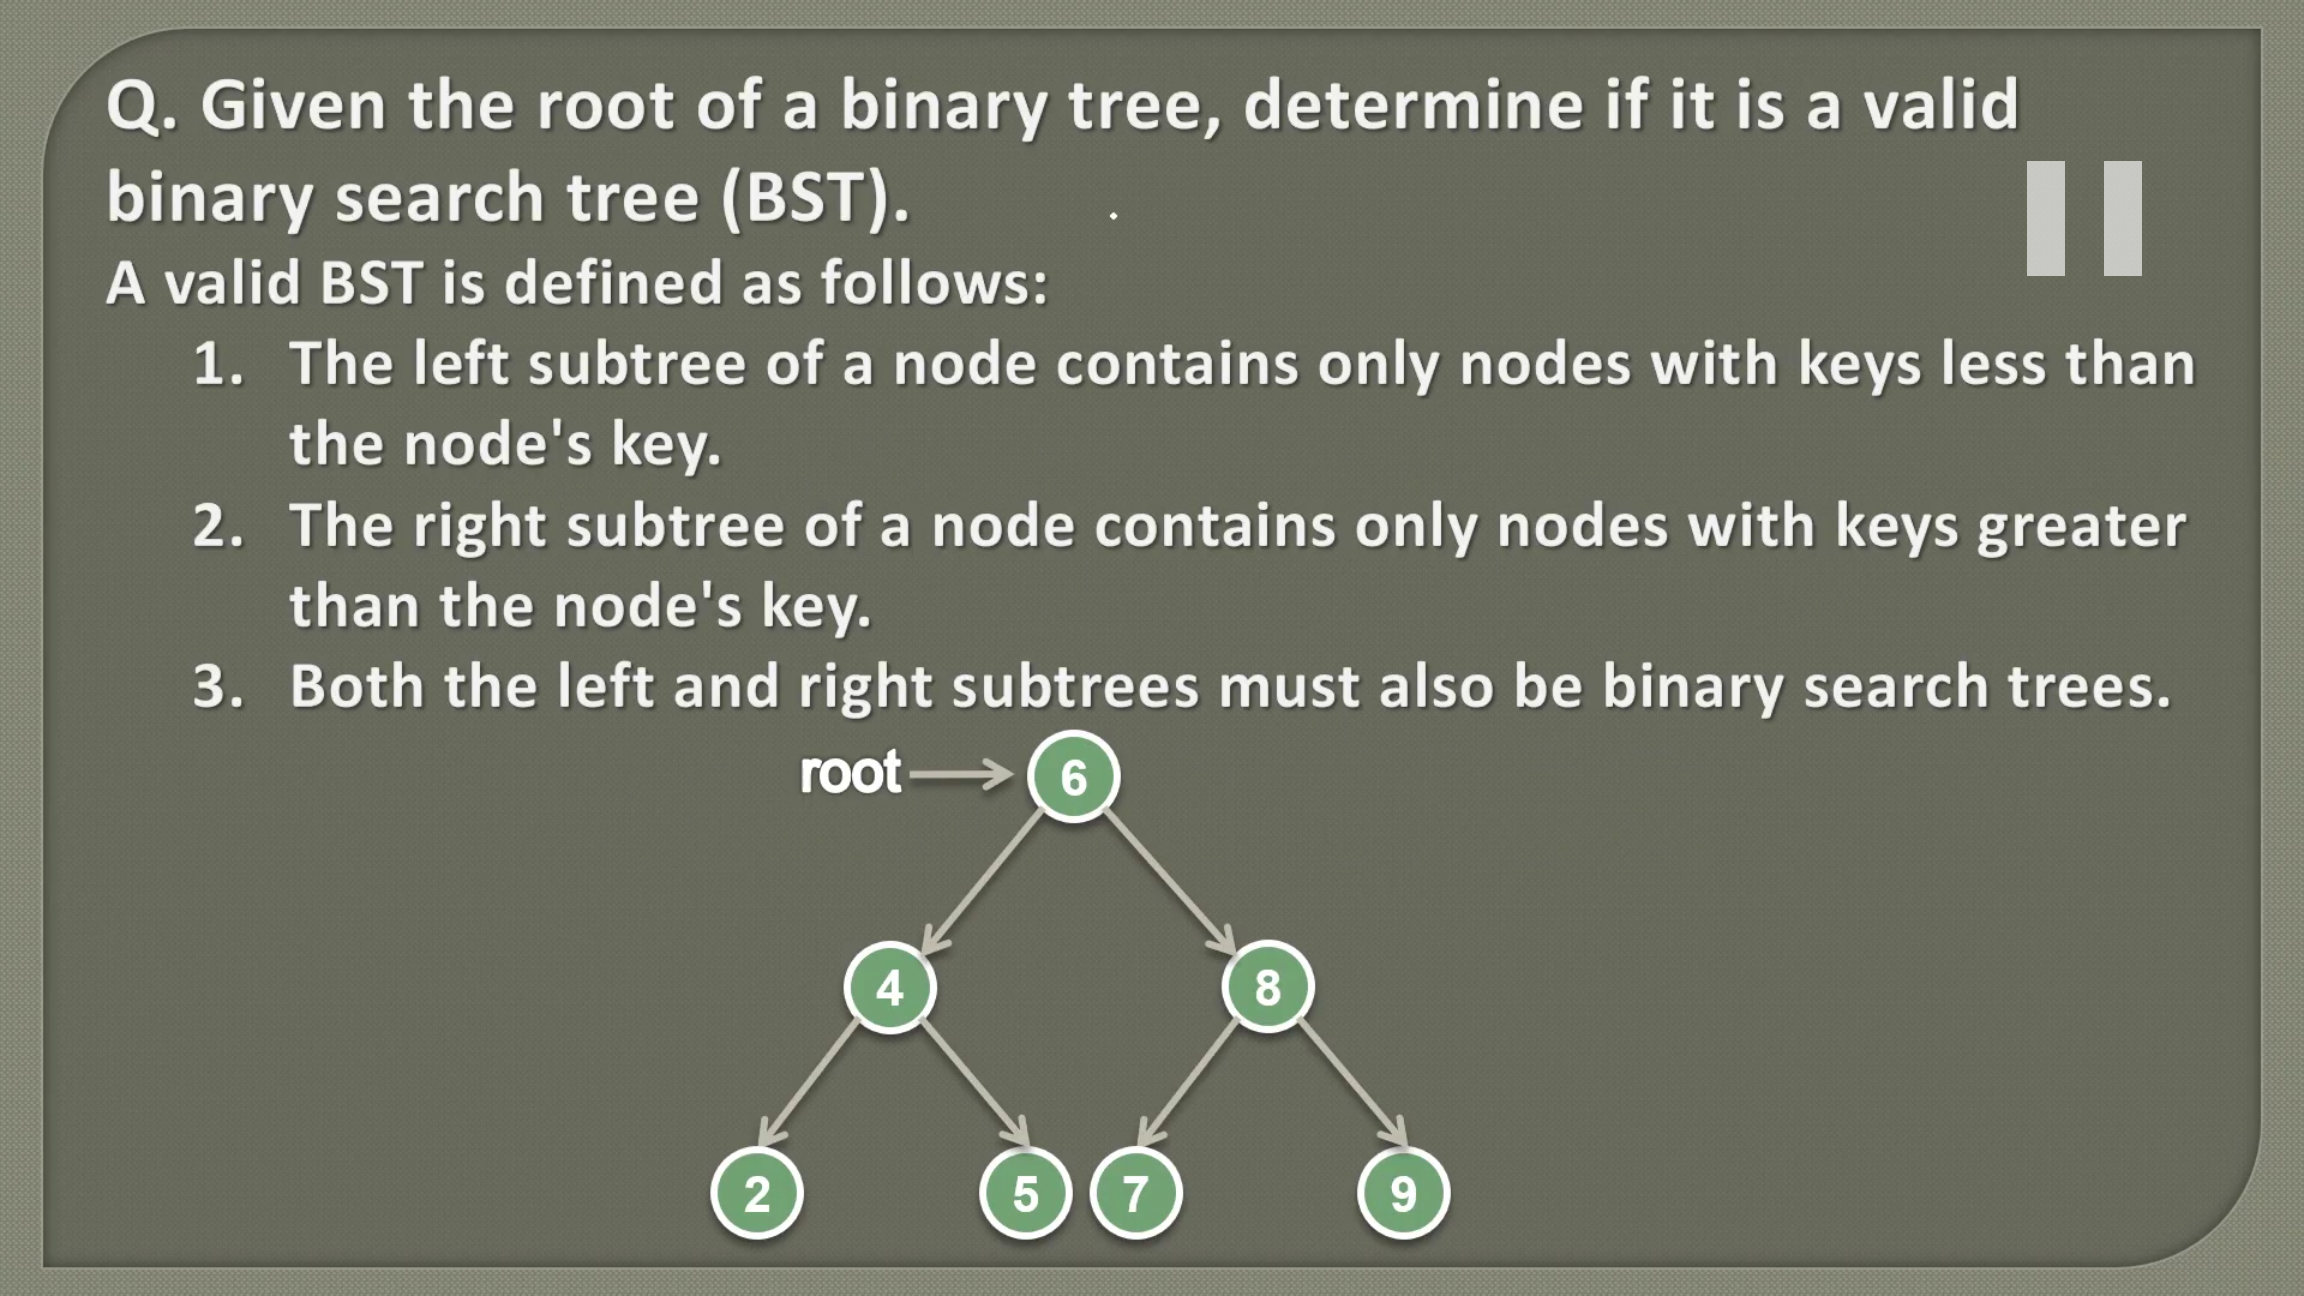 Q. Given the root of a binary tree, determine if it is a valid
binary search tree (BST).
A valid BST is defined as follows:
1. The left subtree of a node contains only nodes with keys less than
the node's key.
2. The right subtree of a node contains only nodes with keys greater
than the node's key.
3. Both the left and right subtrees must also be binary search trees.
root 6
4 8
2 5 7 9